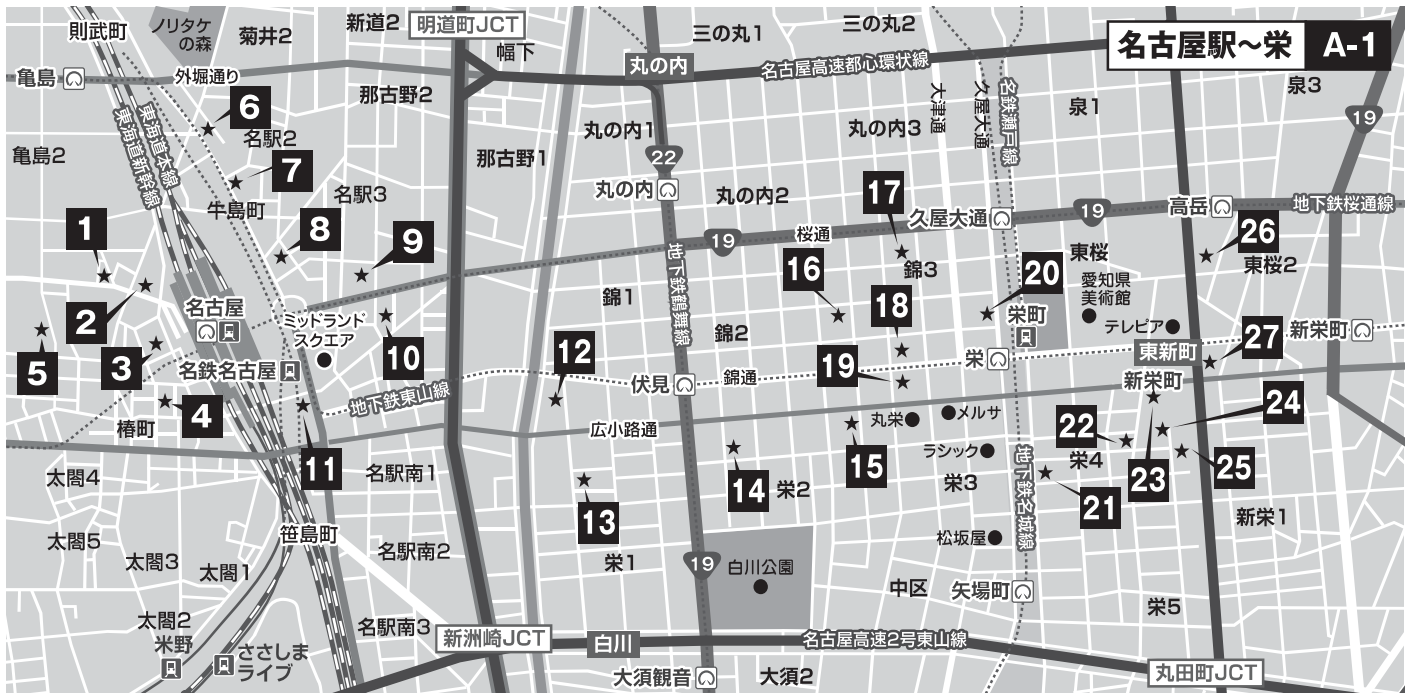 名古屋駅〜栄 A-1
則武町
ノリタケ
の森
菊井2
新道2
明道町JCT
幅下
丸の内
三の丸1
三の丸2
名古屋高速都心環状線
泉3
亀島
外堀通り
那古野2
丸の内1
丸の内3
大津通
久屋大通
名鉄瀬戸線
泉1
19
6
名駅2
東海道本線
東海道新幹線
亀島2
那古野1
22
7
牛島町
名駅3
丸の内
丸の内2
17
久屋大通
19
高岳
地下鉄桜通線
1
8
9
19
桜通
16
錦3
東桜
26
東桜2
2
名古屋
ミッドランド
スクエア
錦1
地下鉄鶴舞線
錦2
18
20
栄町
愛知県
美術館
テレピア
27
新栄町
東新町
5
3
名鉄名古屋
10
12
伏見
錦通
19
栄
新栄町
4
椿町
地下鉄東山線
広小路通
丸栄
メルサ
24
22
11
太閤4
名駅南1
14
栄2
15
ラシック
栄3
地下鉄名城線
栄4
23
25
21
13
太閤5
笹島町
新栄1
太閤3
太閤1
名駅南2
栄1
19
白川公園
松坂屋
中区
矢場町
栄5
太閤2
米野
名駅南3
新洲崎JCT
白川
名古屋高速2号東山線
ささしま
ライブ
大須観音
大須2
丸田町JCT